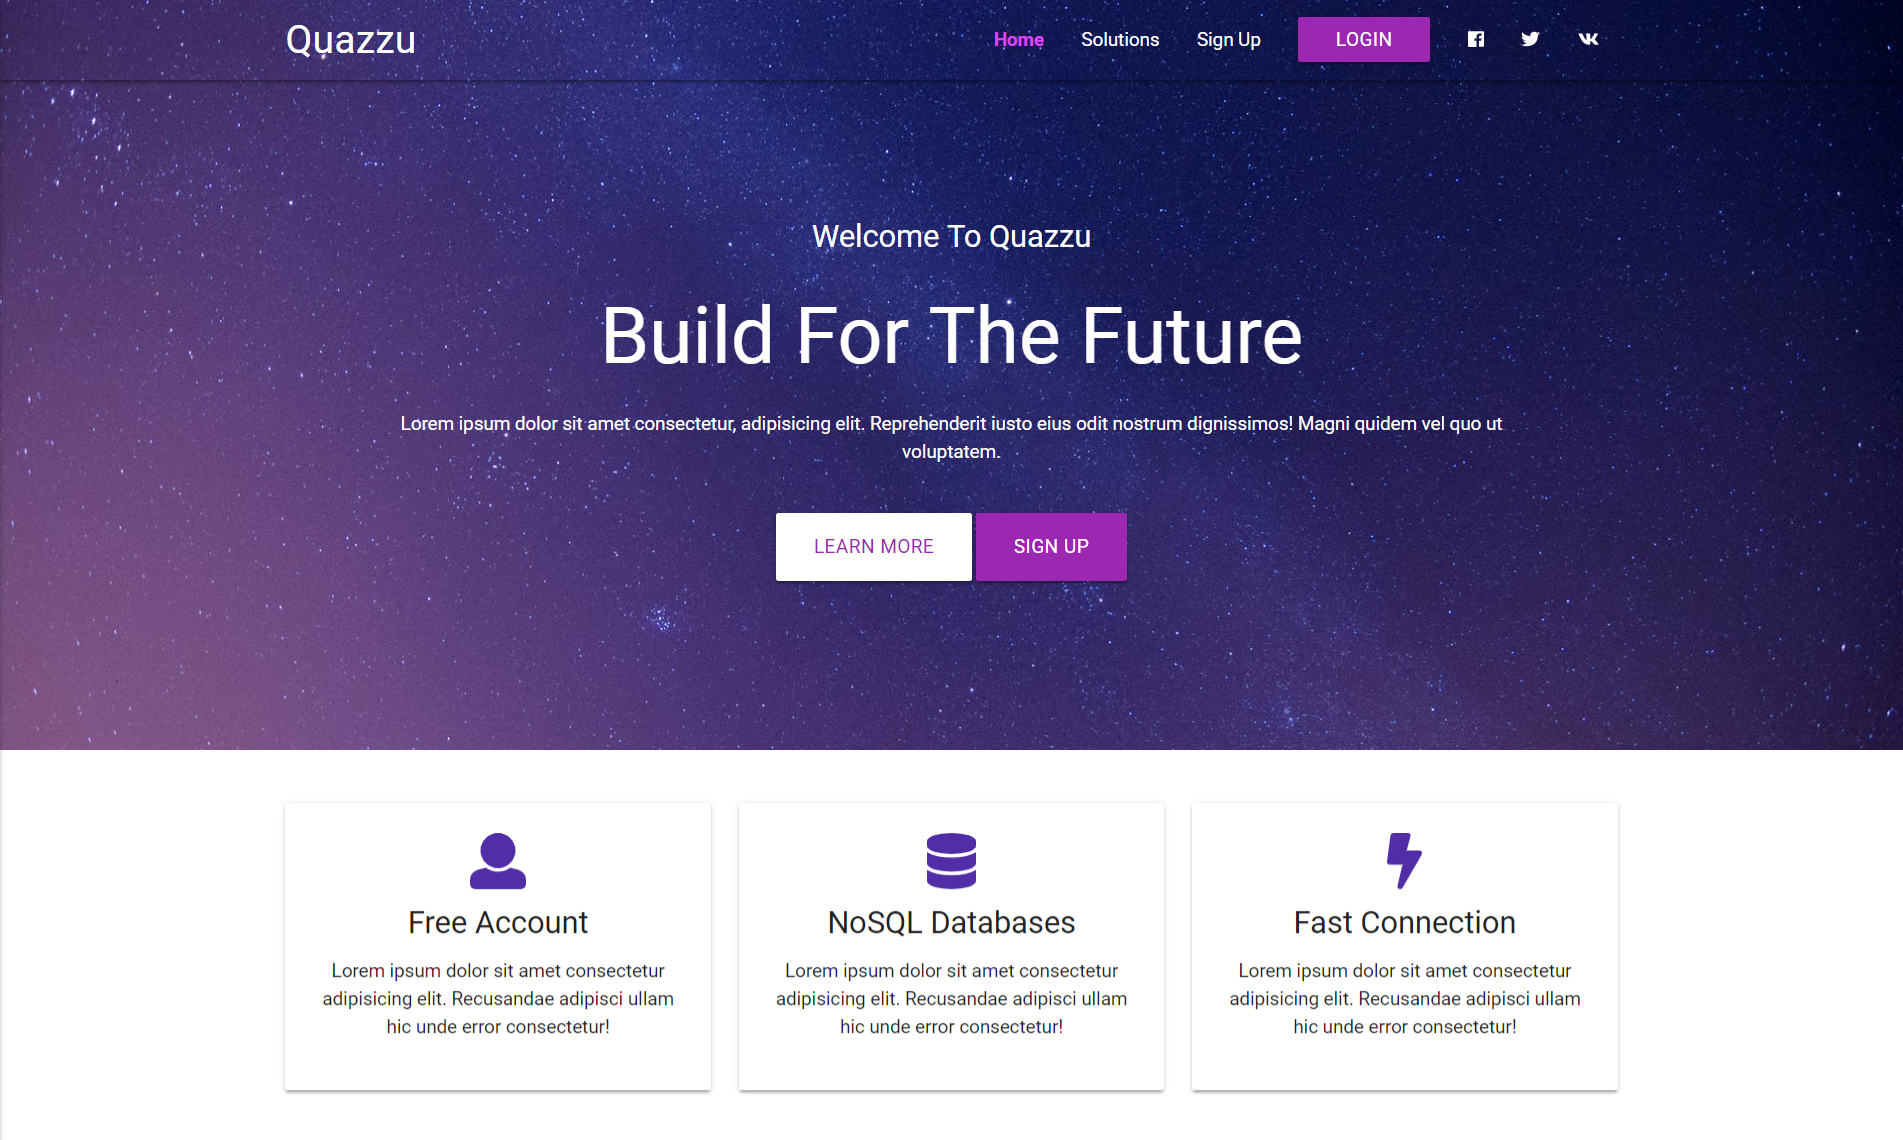 Quazzu
Home Solutions Sign Up LOGIN
Welcome To Quazzu
Build For The Future
Lorem ipsum dolor sit amet consectetur, adipisicing elit. Reprehenderit iusto eius odit nostrum dignissimos! Magni quidem vel quo ut
voluptatem.
LEARN MORE
SIGN UP
Free Account
Lorem ipsum dolor sit amet consectetur
adipisicing elit. Recusandae adipisci ullam
hic unde error consectetur!
NoSQL Databases
Lorem ipsum dolor sit amet consectetur
adipisicing elit. Recusandae adipisci ullam
hic unde error consectetur!
Fast Connection
Lorem ipsum dolor sit amet consectetur
adipisicing elit. Recusandae adipisci ullam
hic unde error consectetur!